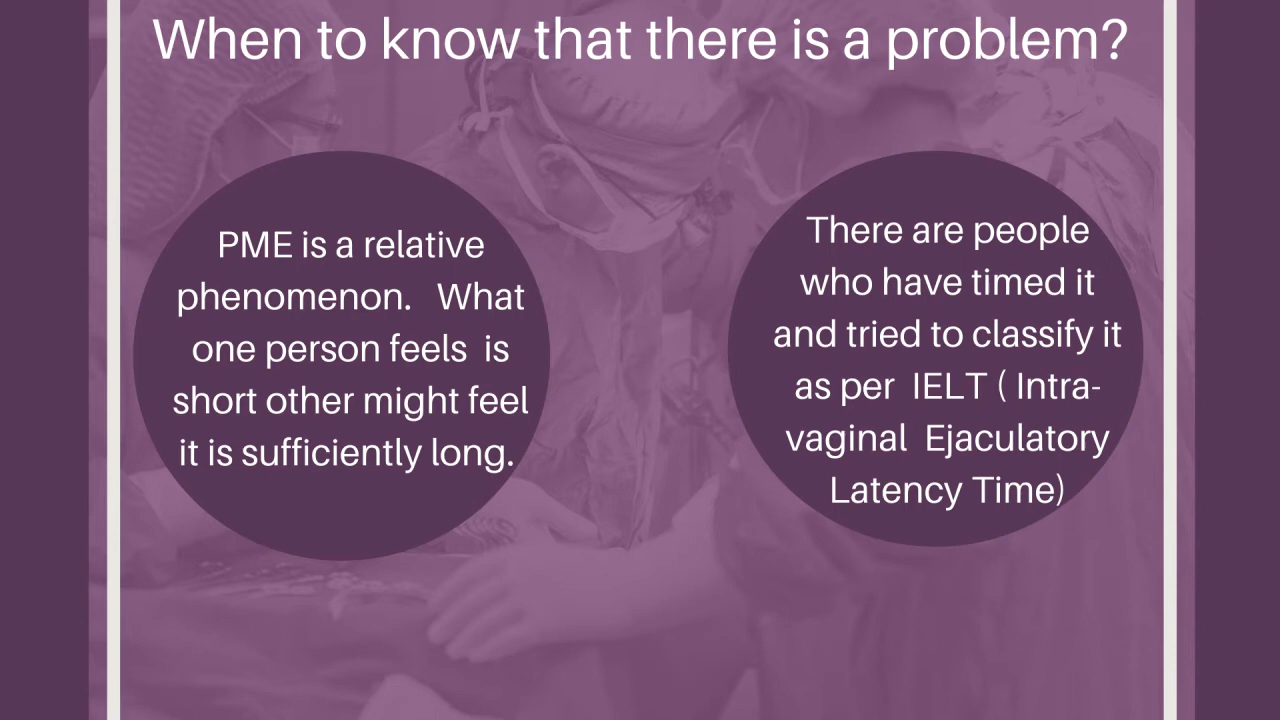 When to know that there is a problem?
PME is a relative
phenomenon.   What
one person feels  is
short other might feel
it is sufficiently long.
There are people
who have timed it
and tried to classify it
as per  IELT ( Intra-
vaginal  Ejaculatory
Latency Time)